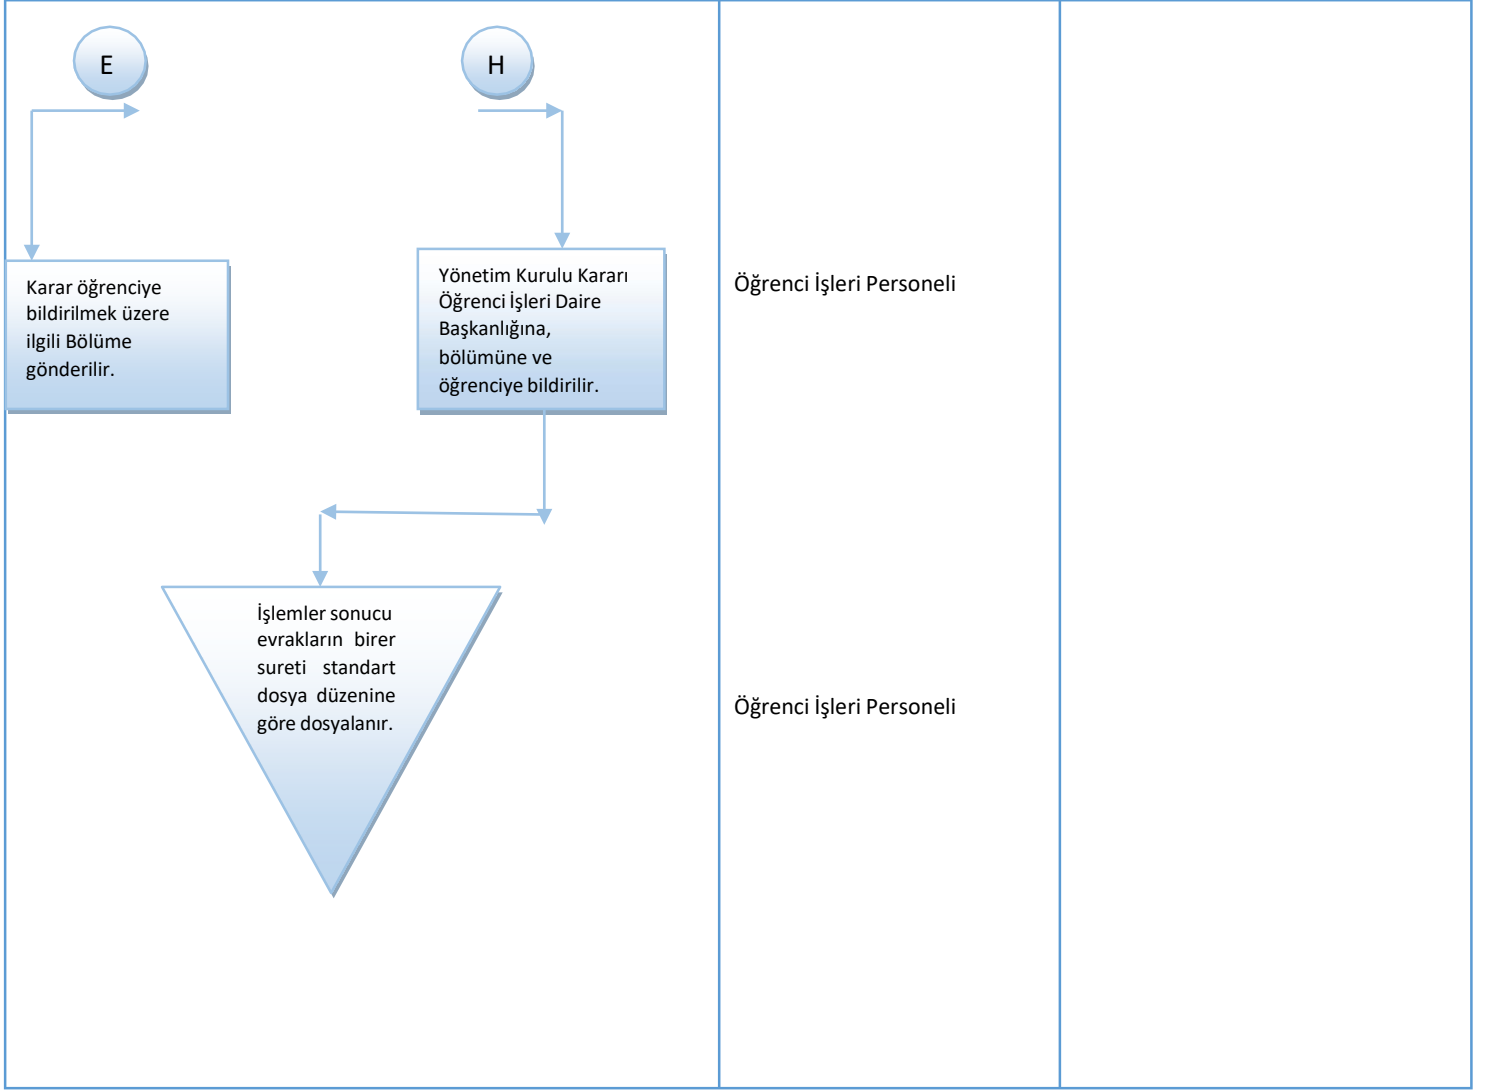 E
H
Karar öğrenciye
bildirilmek üzere
ilgili Bölüme
gönderilir.
Yönetim Kurulu Kararı
Öğrenci İşleri Daire
Başkanlığına,
bölümüne ve
öğrenciye bildirilir.
Öğrenci İşleri Personeli
İşlemler sonucu
evrakların birer
sureti standart
dosya düzenine
göre dosyalanır.
Öğrenci İşleri Personeli